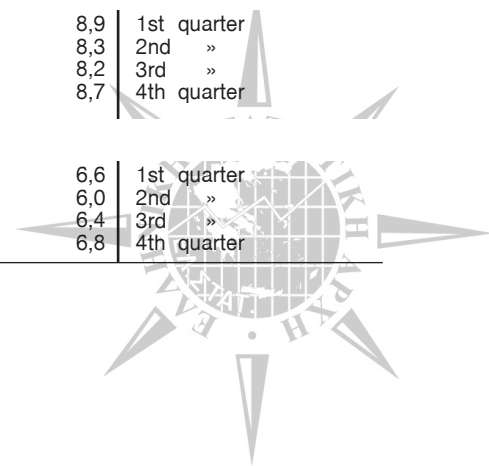 8,9 1st quarter
8,3 2nd »
8,2 3rd »
8,7 4th quarter
6,6 1st quarter
6,0 2nd »
6,4 3rd »
6,8 4th quarter